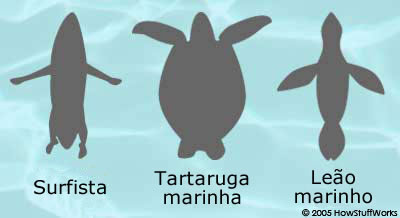 Surfista
Tartaruga
marinha
Leão
marinho
© 2005 HowStuffWorks